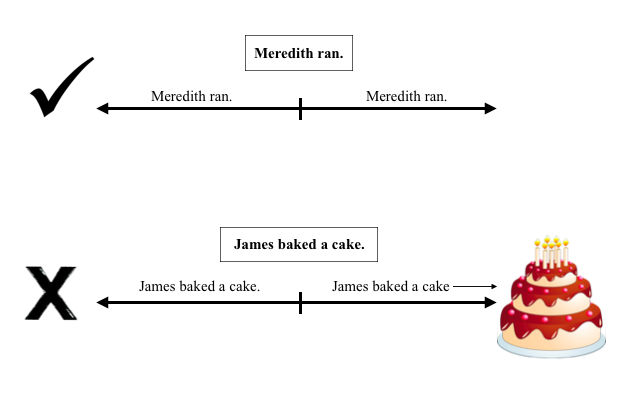 Meredith ran.
Meredith ran. Meredith ran.
James baked a cake.
James baked a cake. James baked a cake